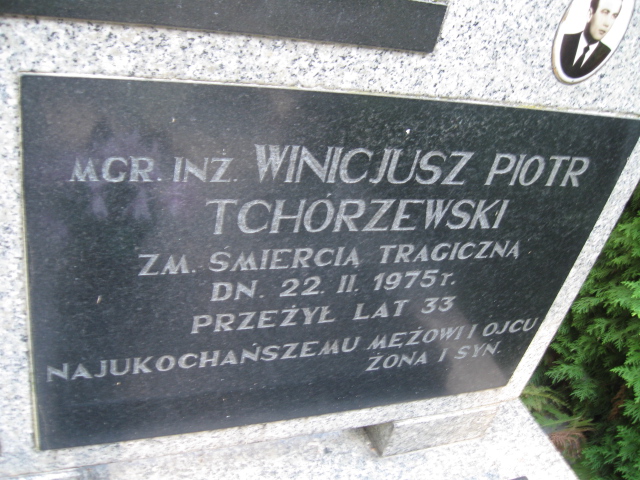 MGR. INŻ. WINICJUSZ PIOTR
TCHÓRZEWSKI
ZM. ŚMIERCIĄ TRAGICZNĄ
DN. 22. II. 1975r.
PRZEŻYŁ LAT 33
NAJUKOCHAŃSZEMU MĘŻOWI I OJCU
ŻONA I SYN.